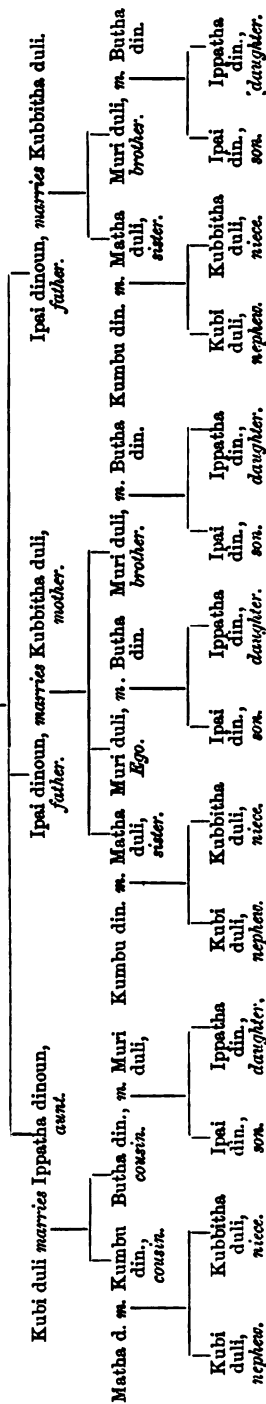 Kubi duli marries Ippatha dinoun, Ipai dinoun, marries Kubbitha duli, Ipai dinoun, marries Kubbitha duli.
aunt. father. mother. father.
Matha d. m. Kumbu Butha din., m. Muri Kumbu din. m. Matha Muri duli, m. Butha Muri duli, m. Butha Kumbu din. m. Matha Muri duli, m. Butha
din., cousin. duli, duli, Ego. din. brother. din. duli, brother. din.
cousin. sister. sister.
Kubi Kubbitha Ipai Ippatha Kubi Kubbitha Ipai Ippatha Ipai Ippatha Kubi Kubbitha Ipai Ippatha
duli, duli, din., din., duli, duli, din., din., din., din., duli, duli, din., din.,
nephew. niece. son. daughter. nephew. niece. son. daughter. son. daughter. nephew. niece. son. daughter.